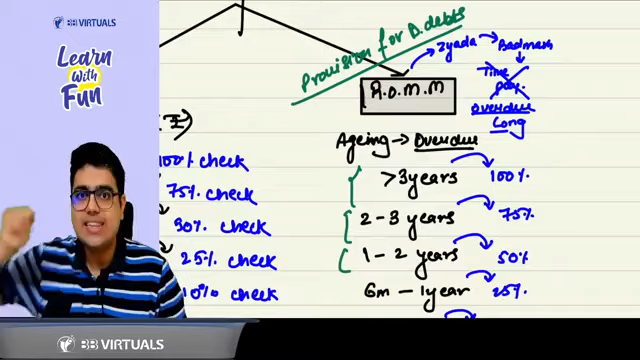 BB VIRTUALS
Learn
With
Fun
Provision for B. debts
zyada
Badmash
Time
pay.
overdue
Long
R.O.M.M
Ageing → Overdue
>3years 100%.
2 - 3 years 75%
1 - 2 years 50%
6m - 1year 25%.
I)
100% check
75% check
50% check
25% check
10% check
BB VIRTUALS